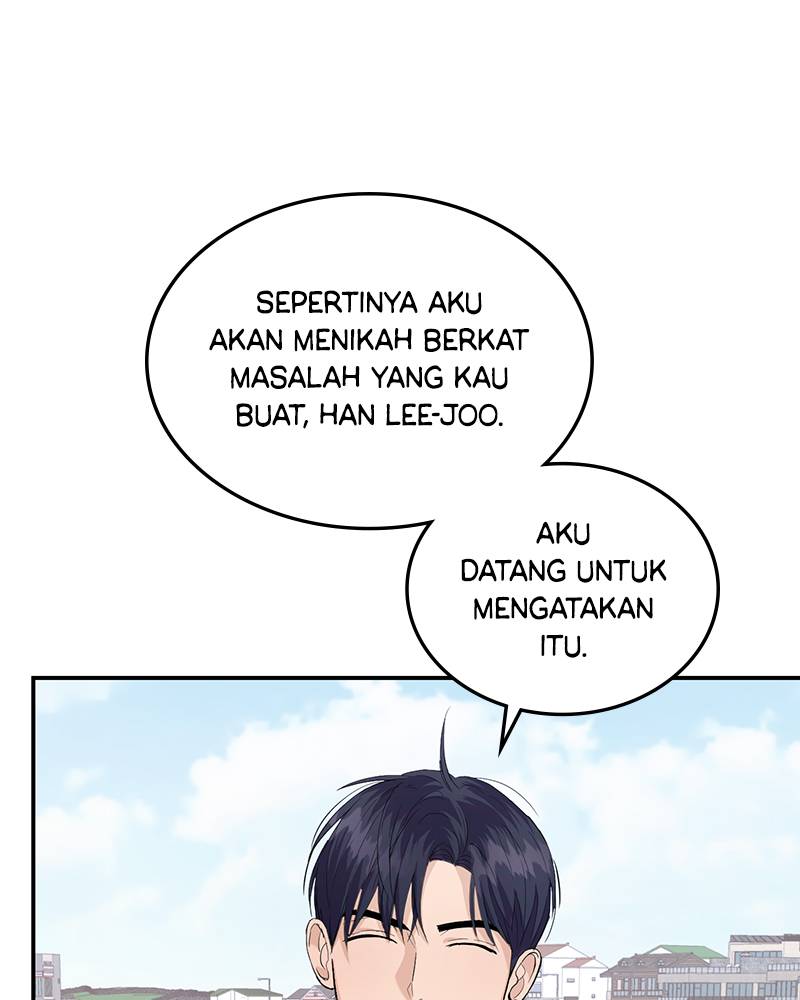 SEPERTINYA AKU
AKAN MENIKAH BERKAT
MASALAH YANG KAU
BUAT, HAN LEE-JOO.
AKU
DATANG UNTUK
MENGATAKAN
ITU.